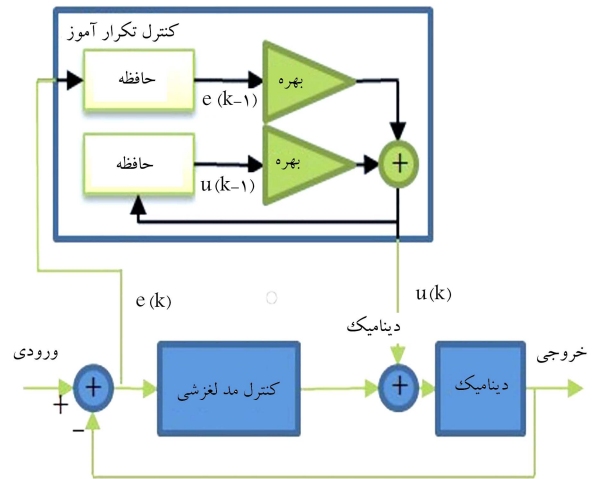 کنترل تکرار آموز
حافظه
e (k-۱)
بهره
حافظه
u(k-۱)
بهره
+
e (k)
u(k)
دینامیک
ورودی
خروجی
+
کنترل مد لغزشی
+
دینامیک
+
−